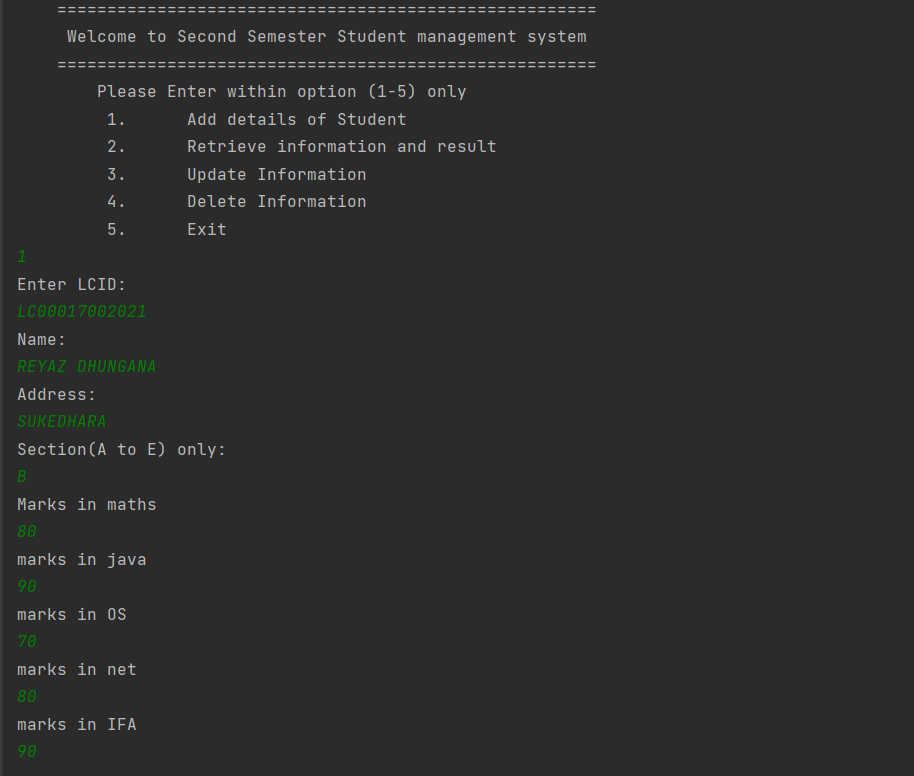 ======================================================
Welcome to Second Semester Student management system
======================================================
Please Enter within option (1-5) only
1. Add details of Student
2. Retrieve information and result
3. Update Information
4. Delete Information
5. Exit
1
Enter LCID:
LC00017002021
Name:
REYAZ DHUNGANA
Address:
SUKEDHARA
Section(A to E) only:
B
Marks in maths
80
marks in java
90
marks in OS
70
marks in net
80
marks in IFA
90